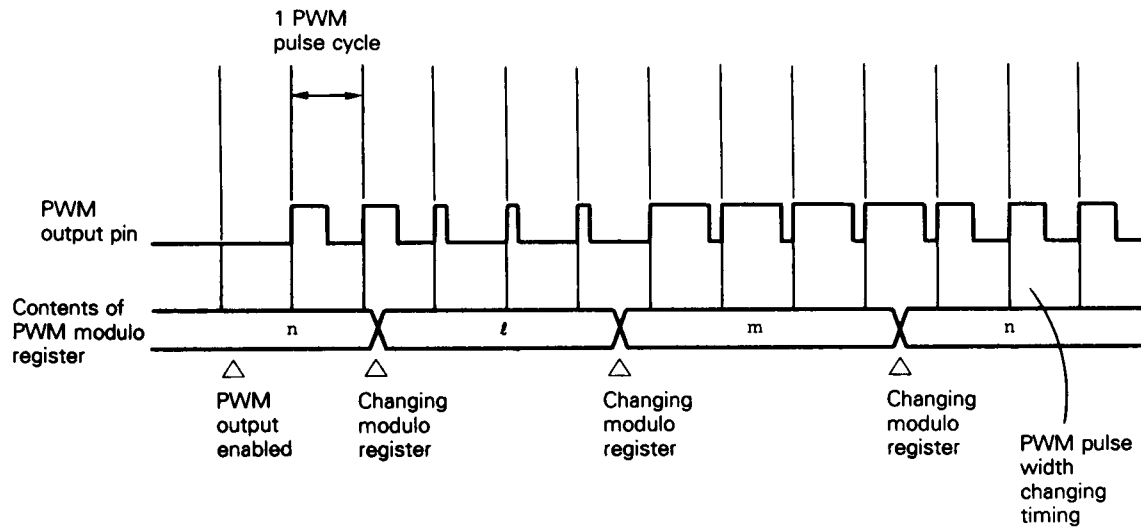 1 PWM
pulse cycle
PWM
output pin
Contents of
PWM modulo
register
n
ℓ
m
n
PWM
output
enabled
Changing
modulo
register
Changing
modulo
register
Changing
modulo
register
PWM pulse
width
changing
timing